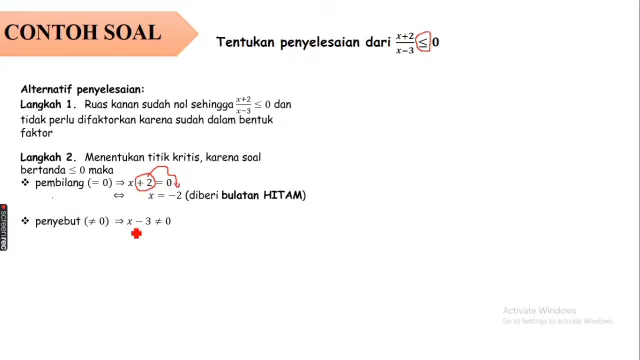 CONTOH SOAL
Tentukan penyelesaian dari x+2/x−3 ≤ 0
Alternatif penyelesaian:
Langkah 1. Ruas kanan sudah nol sehingga x+2/x−3 ≤ 0 dan
tidak perlu difaktorkan karena sudah dalam bentuk
faktor
Langkah 2. Menentukan titik kritis, karena soal
bertanda ≤ 0 maka
❖ pembilang (= 0) ⇒ x + 2 = 0
⇔ x = −2 (diberi bulatan HITAM)
❖ penyebut (≠ 0) ⇒ x − 3 ≠ 0
screenrec
Activate Windows
Go to Settings to activate Windows.